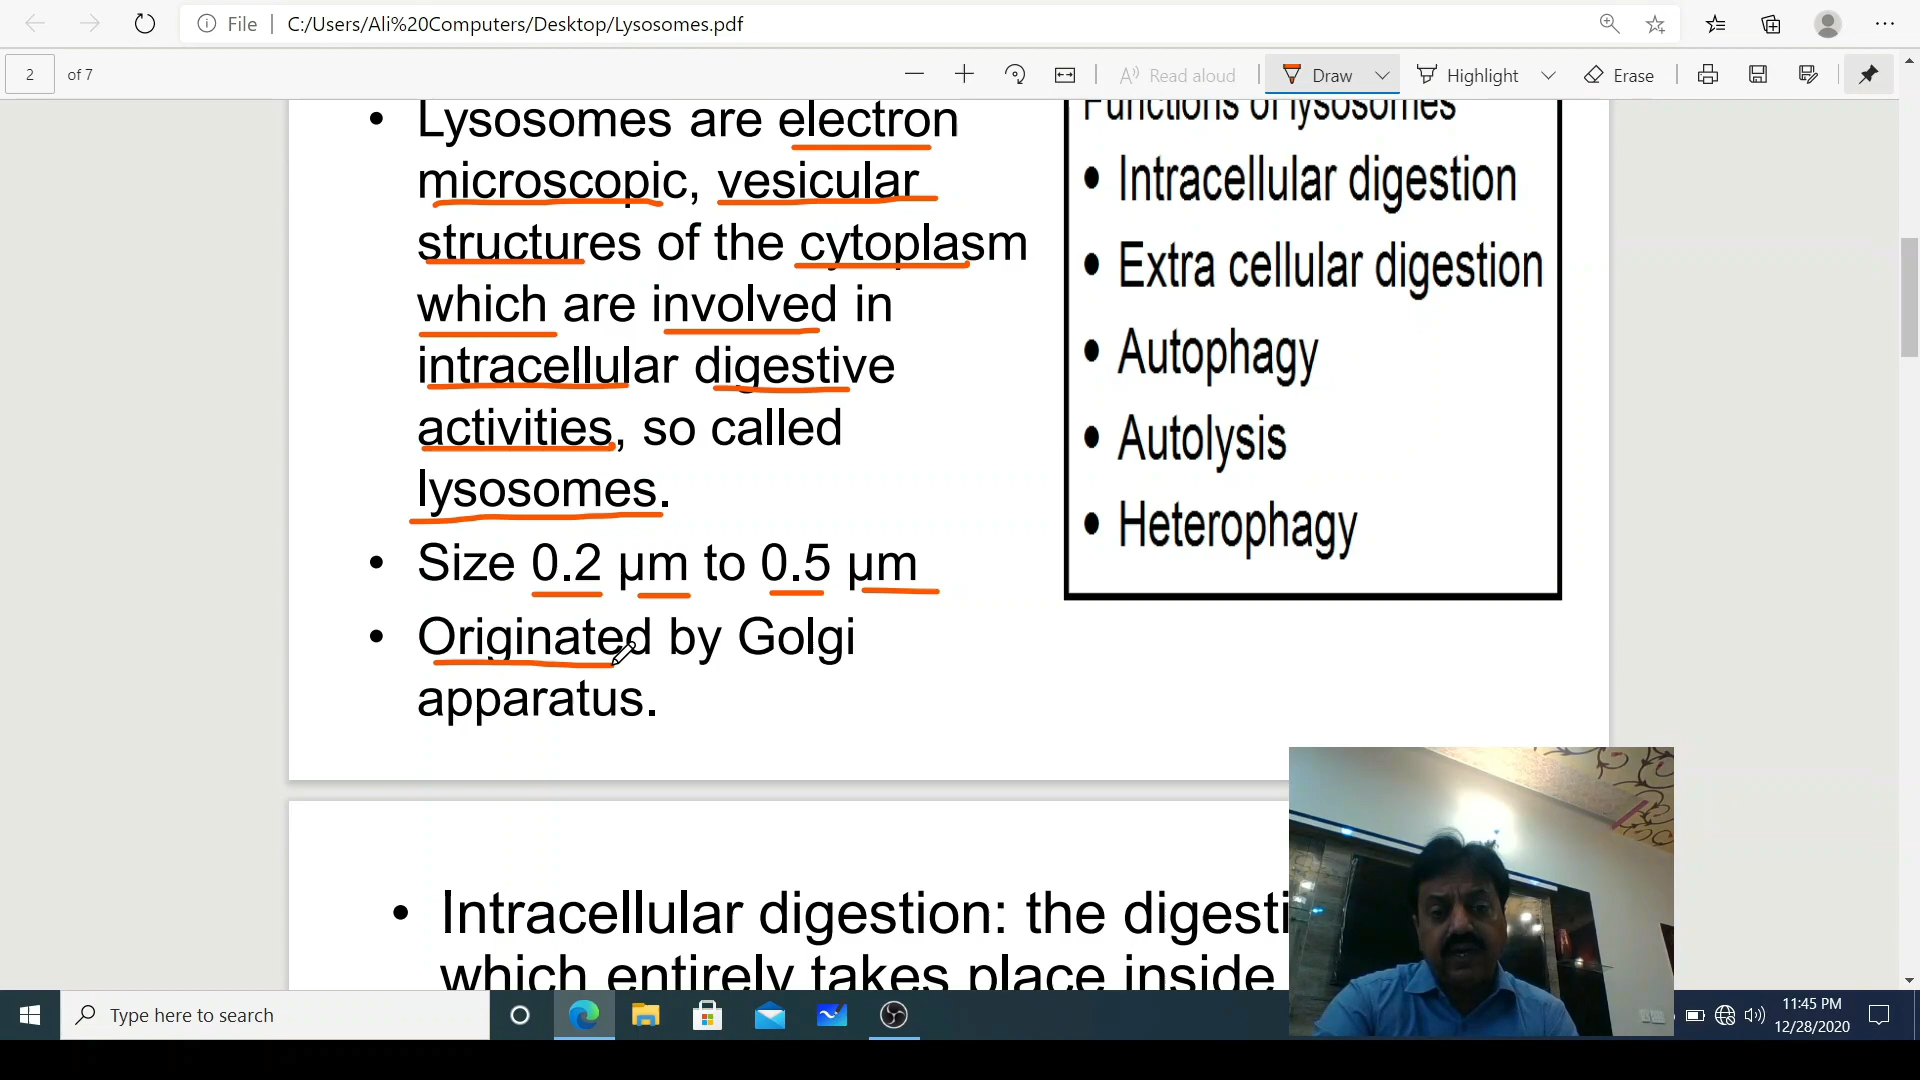 File | C:/Users/Ali%20Computers/Desktop/Lysosomes.pdf
2 of 7
Read aloud
Draw
Highlight
Erase
• Lysosomes are electron
microscopic, vesicular
structures of the cytoplasm
which are involved in
intracellular digestive
activities, so called
lysosomes.
• Size 0.2 µm to 0.5 µm
• Originated by Golgi
apparatus.
Functions of lysosomes
• Intracellular digestion
• Extra cellular digestion
• Autophagy
• Autolysis
• Heterophagy
• Intracellular digestion: the digesti
which entirely takes place inside
Type here to search
11:45 PM
12/28/2020